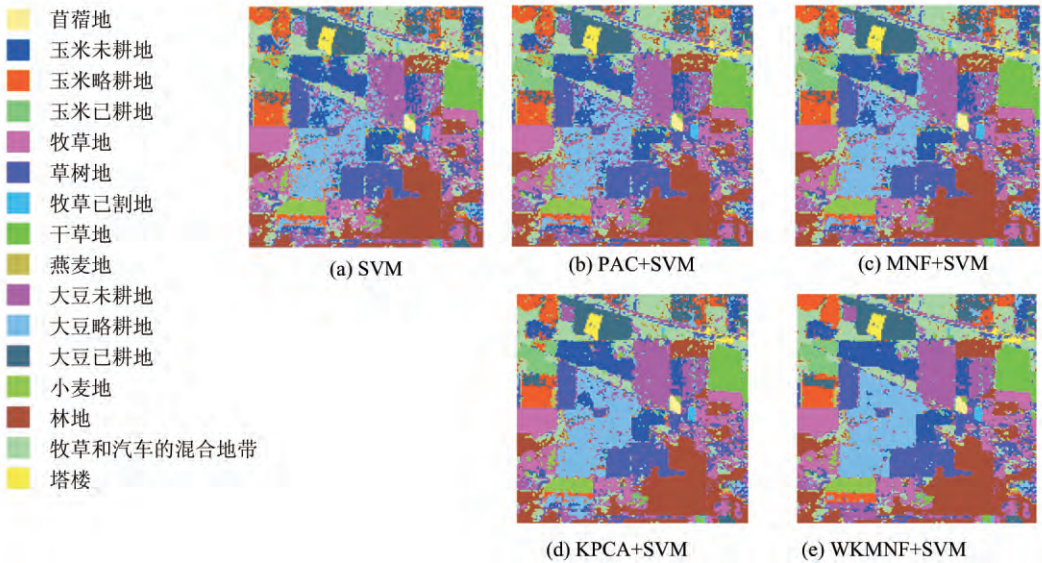 苜蓿地
玉米未耕地
玉米略耕地
玉米已耕地
牧草地
草树地
牧草已割地
干草地
燕麦地
大豆未耕地
大豆略耕地
大豆已耕地
小麦地
林地
牧草和汽车的混合地带
塔楼
(a) SVM
(b) PAC+SVM
(c) MNF+SVM
(d) KPCA+SVM
(e) WKMNF+SVM